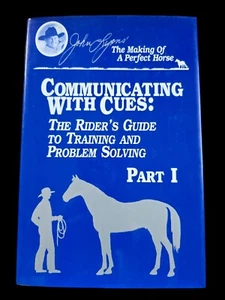 John Lyons'
The Making Of
A Perfect Horse
COMMUNICATING
WITH CUES:
THE RIDER'S GUIDE
TO TRAINING AND
PROBLEM SOLVING
PART I